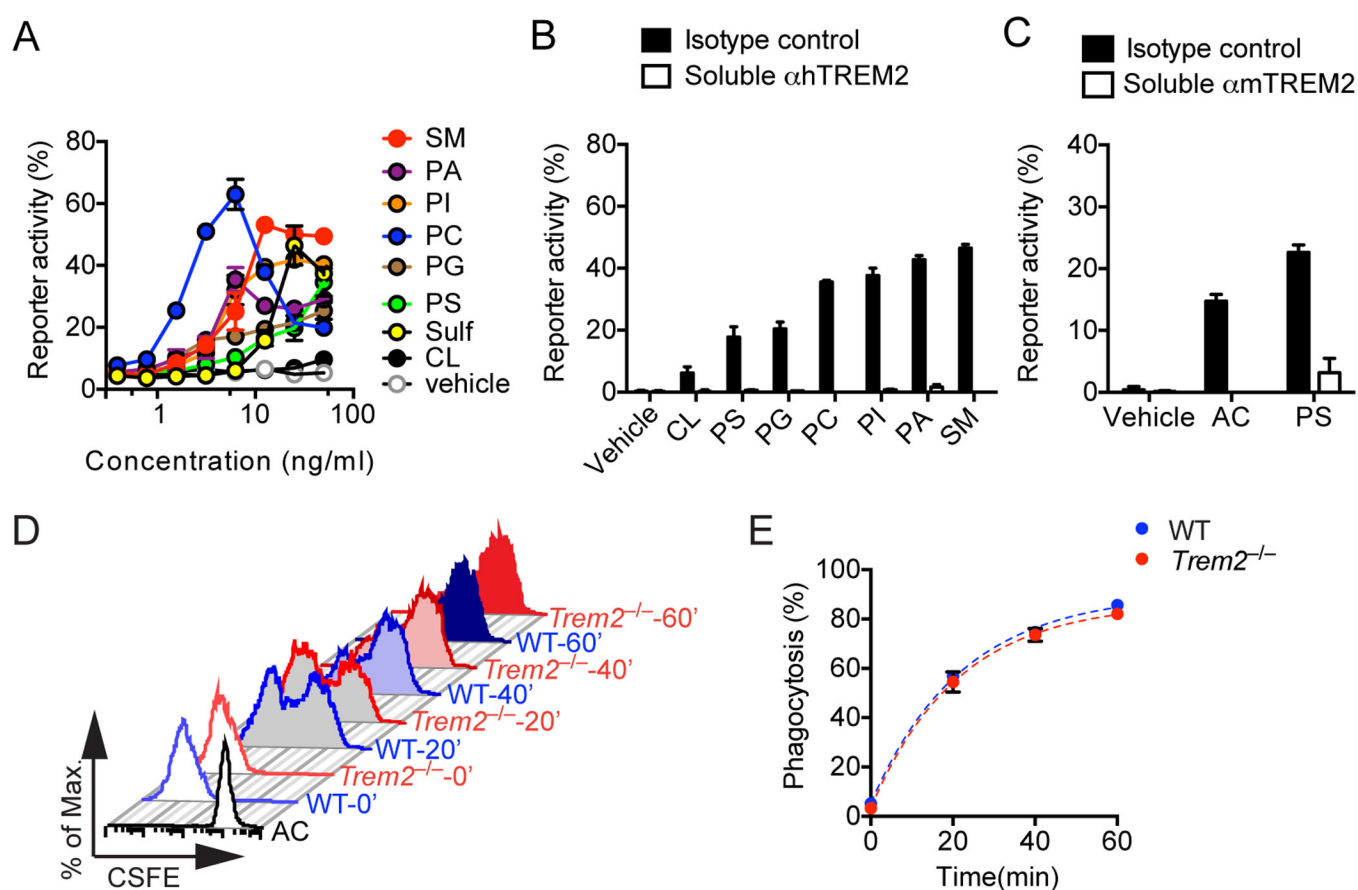 A
Reporter activity (%)
80
60
40
20
0
1
10
100
Concentration (ng/ml)
SM
PA
PI
PC
PG
PS
Sulf
CL
vehicle
B
Isotype control
Soluble αhTREM2
Reporter activity (%)
80
60
40
20
0
Vehicle
CL
PS
PG
PC
PI
PA
SM
C
Isotype control
Soluble αmTREM2
Reporter activity (%)
40
30
20
10
0
Vehicle
AC
PS
D
% of Max.
CSFE
Trem2–/–-60’
WT-60’
Trem2–/–-40’
WT-40’
Trem2–/–-20’
WT-20’
Trem2–/–-0’
WT-0’
AC
E
WT
Trem2–/–
Phagocytosis (%)
100
80
60
40
20
0
0
20
40
60
Time(min)